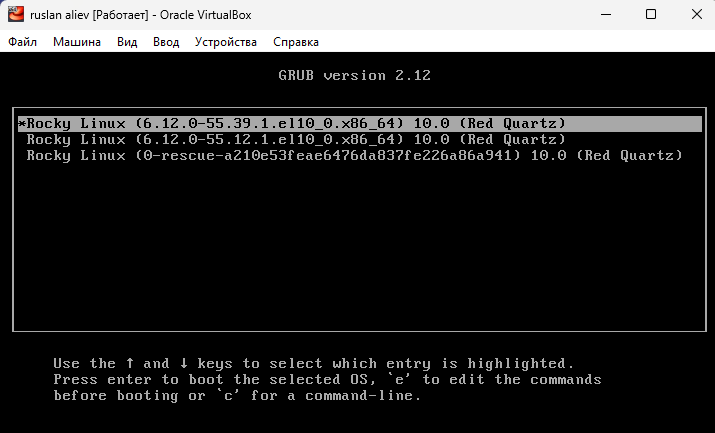 ruslan aliev [Работает] - Oracle VirtualBox
Файл Машина Вид Ввод Устройства Справка
GRUB version 2.12
*Rocky Linux (6.12.0-55.39.1.el10_0.x86_64) 10.0 (Red Quartz)
Rocky Linux (6.12.0-55.12.1.el10_0.x86_64) 10.0 (Red Quartz)
Rocky Linux (0-rescue-a210e53feae6476da837fe226a86a941) 10.0 (Red Quartz)
Use the ↑ and ↓ keys to select which entry is highlighted.
Press enter to boot the selected OS, `e' to edit the commands
before booting or `c' for a command-line.